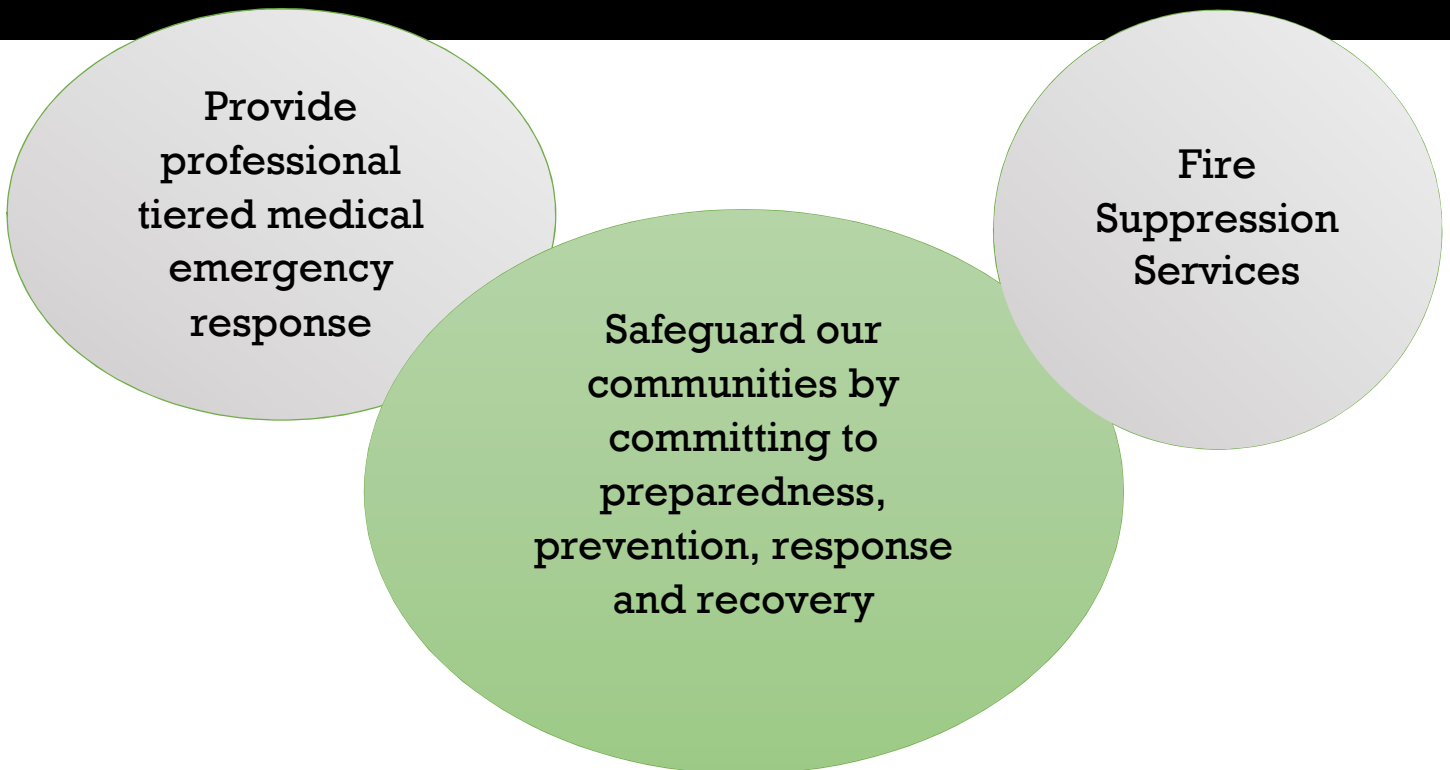 Provide
professional
tiered medical
emergency
response
Fire
Suppression
Services
Safeguard our
communities by
committing to
preparedness,
prevention, response
and recovery